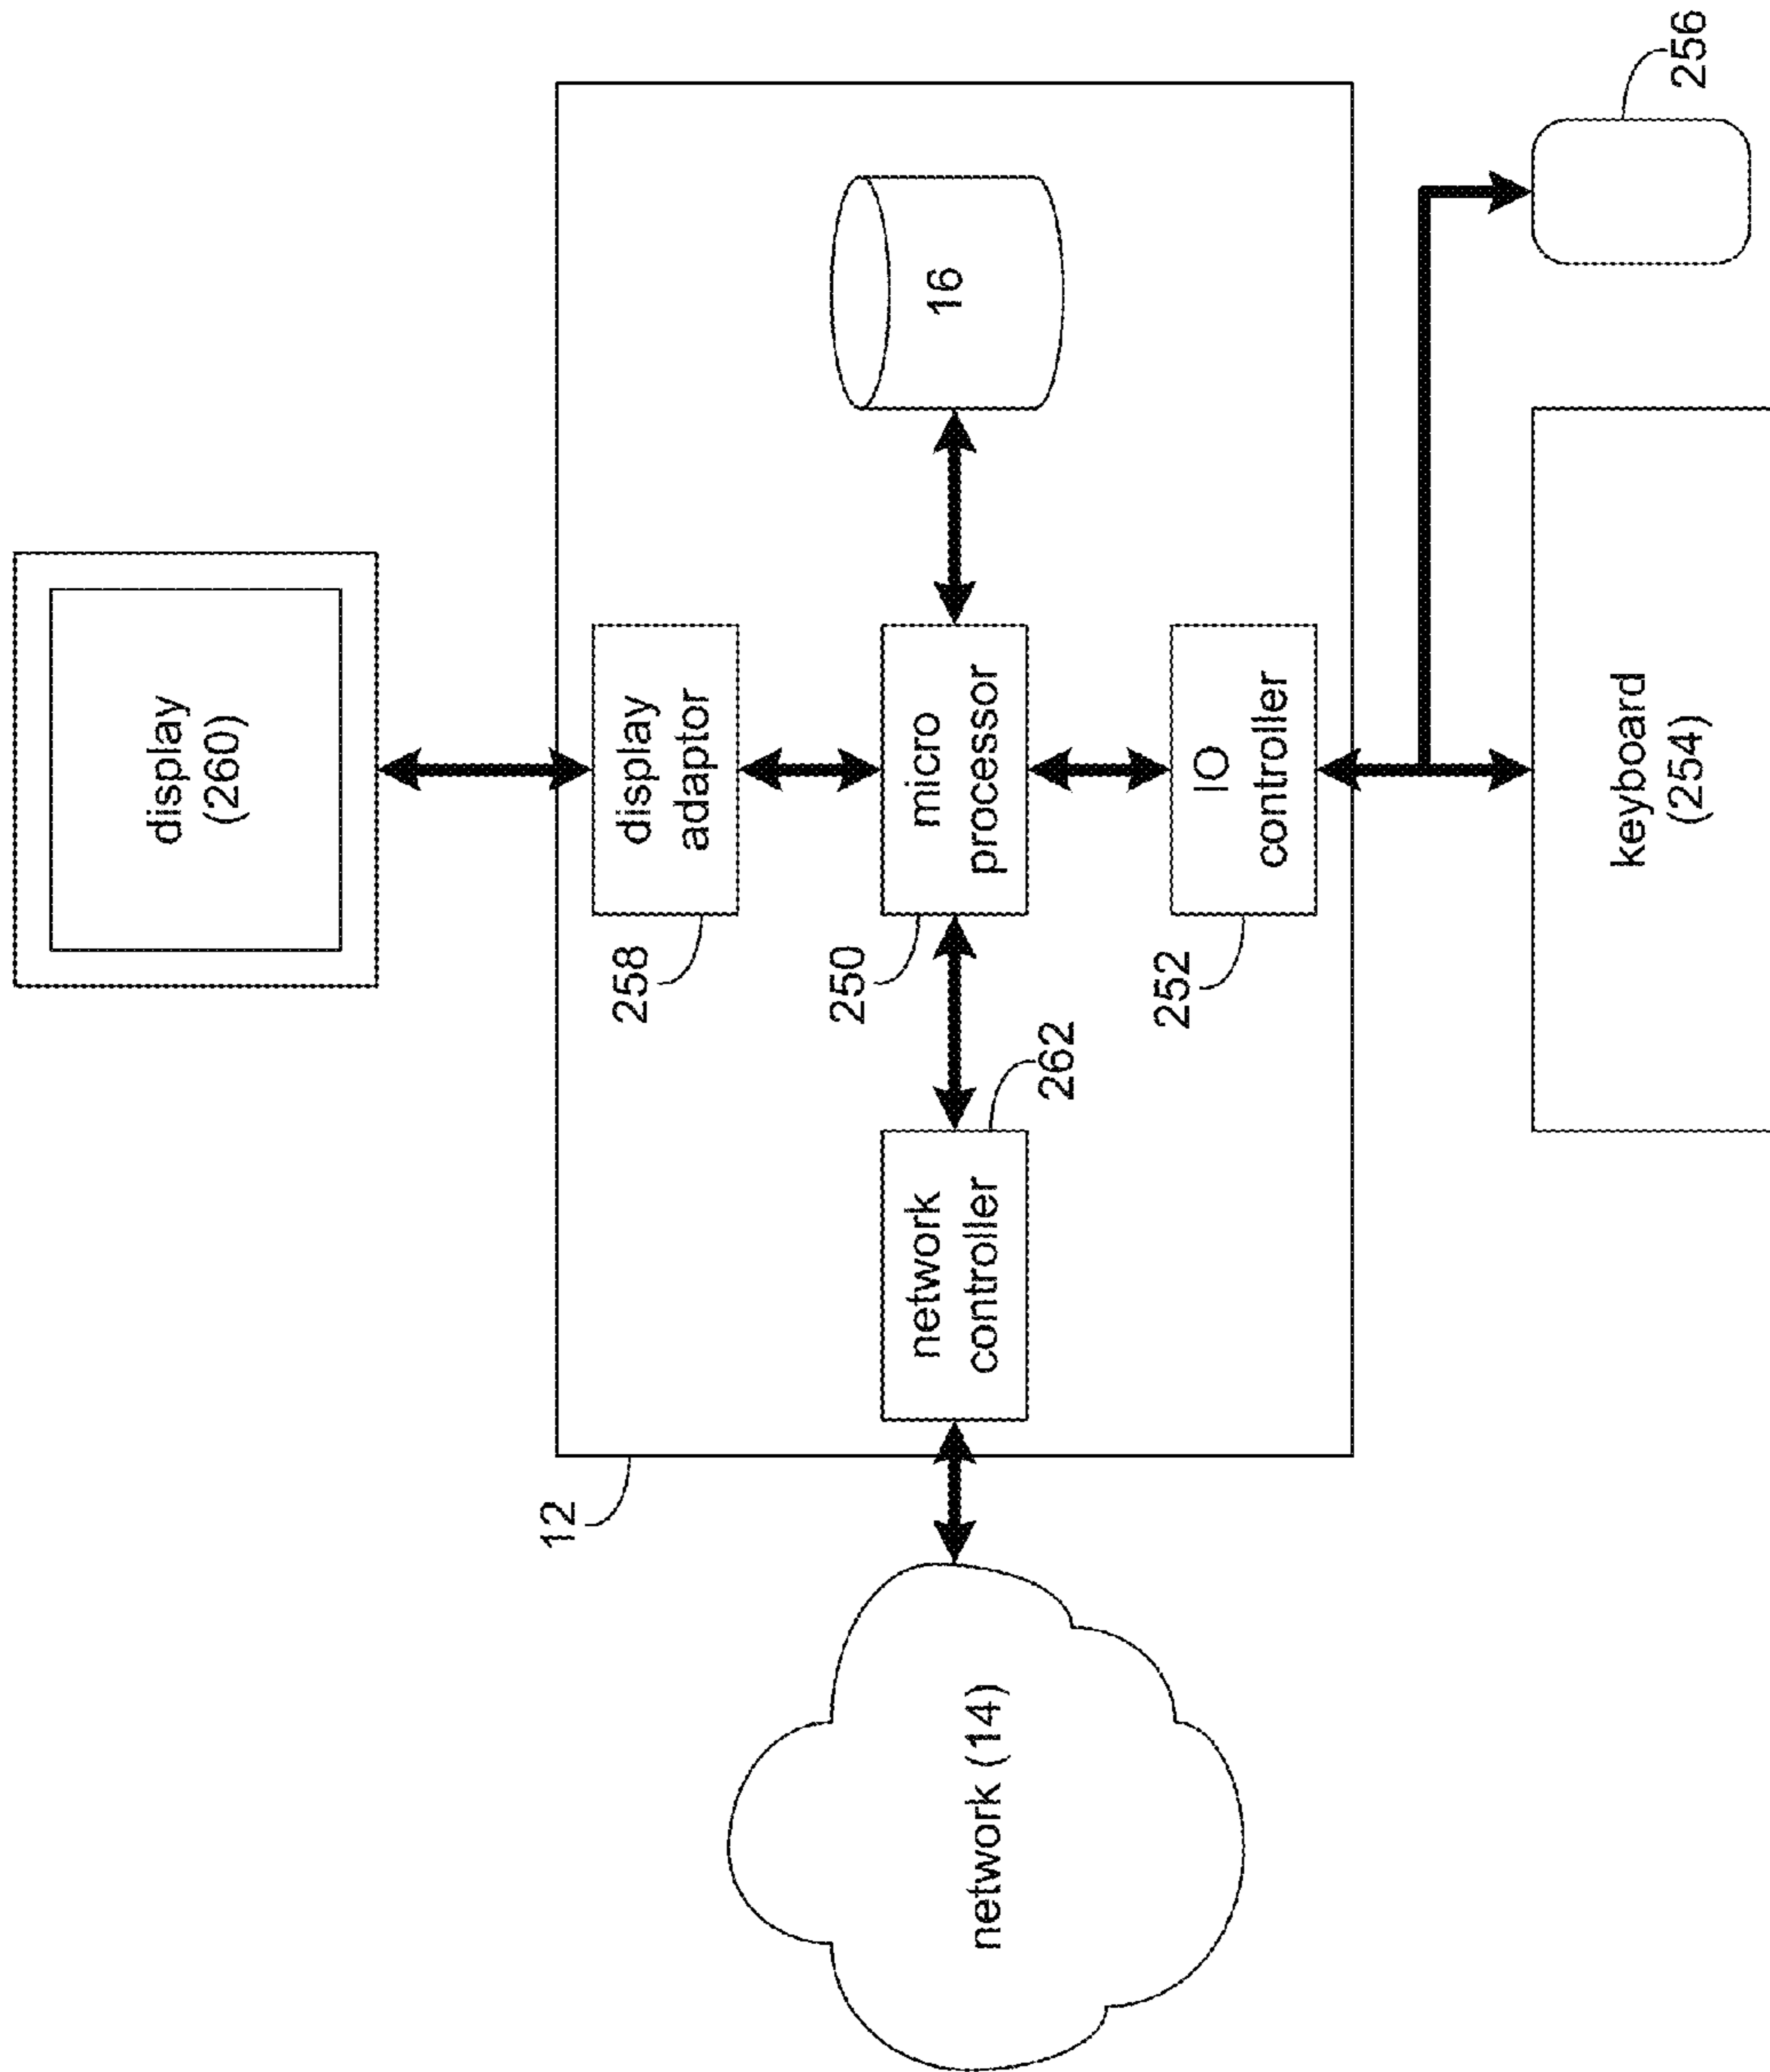 display
(260)
display
adaptor
258
micro
processor
250
16
IO
controller
252
network
controller
262
12
network (14)
keyboard
(254)
256